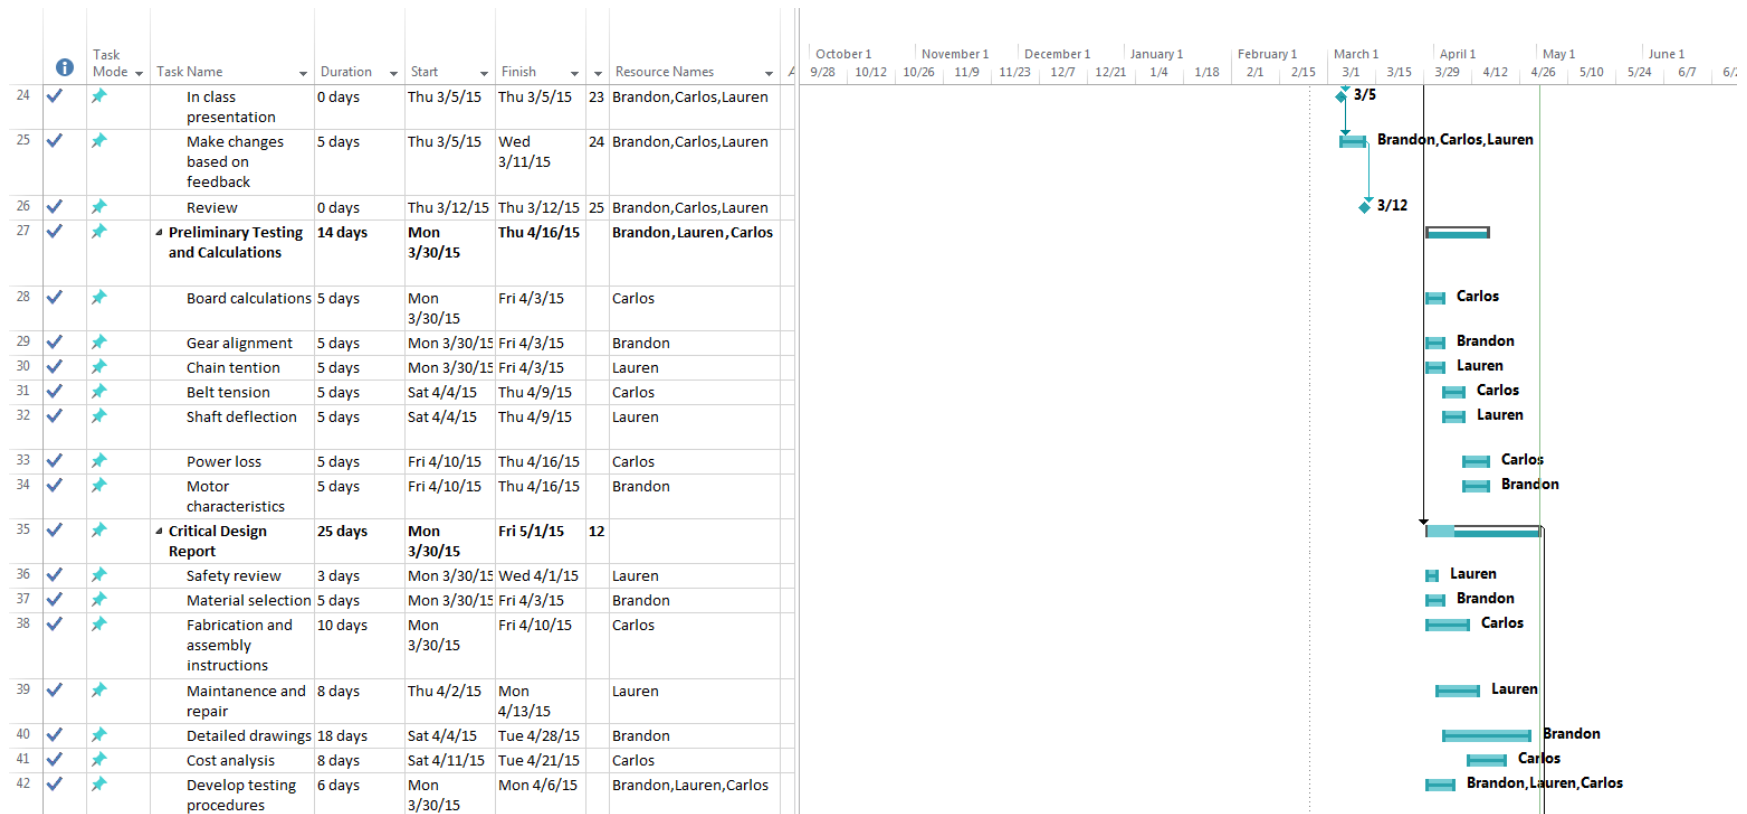 Task
Mode Task Name Duration Start Finish Resource Names A
October 1 November 1 December 1 January 1 February 1 March 1 April 1 May 1 June 1
9/28 10/12 10/26 11/9 11/23 12/7 12/21 1/4 1/18 2/1 2/15 3/1 3/15 3/29 4/12 4/26 5/10 5/24 6/7
24 In class 0 days Thu 3/5/15 Thu 3/5/15 23 Brandon,Carlos,Lauren 3/5
presentation
25 Make changes 5 days Thu 3/5/15 Wed 24 Brandon,Carlos,Lauren Brandon,Carlos,Lauren
based on 3/11/15
feedback
26 Review 0 days Thu 3/12/15 Thu 3/12/15 25 Brandon,Carlos,Lauren 3/12
27 Preliminary Testing 14 days Mon Thu 4/16/15 Brandon,Lauren,Carlos
and Calculations 3/30/15
28 Board calculations 5 days Mon Fri 4/3/15 Carlos Carlos
3/30/15
29 Gear alignment 5 days Mon 3/30/15 Fri 4/3/15 Brandon Brandon
30 Chain tention 5 days Mon 3/30/15 Fri 4/3/15 Lauren Lauren
31 Belt tension 5 days Sat 4/4/15 Thu 4/9/15 Carlos Carlos
32 Shaft deflection 5 days Sat 4/4/15 Thu 4/9/15 Lauren Lauren
33 Power loss 5 days Fri 4/10/15 Thu 4/16/15 Carlos Carlos
34 Motor 5 days Fri 4/10/15 Thu 4/16/15 Brandon Brandon
characteristics
35 Critical Design 25 days Mon Fri 5/1/15 12
Report 3/30/15
36 Safety review 3 days Mon 3/30/15 Wed 4/1/15 Lauren Lauren
37 Material selection 5 days Mon 3/30/15 Fri 4/3/15 Brandon Brandon
38 Fabrication and 10 days Mon Fri 4/10/15 Carlos Carlos
assembly 3/30/15
instructions
39 Maintanence and 8 days Thu 4/2/15 Mon Lauren Lauren
repair 4/13/15
40 Detailed drawings 18 days Sat 4/4/15 Tue 4/28/15 Brandon Brandon
41 Cost analysis 8 days Sat 4/11/15 Tue 4/21/15 Carlos Carlos
42 Develop testing 6 days Mon Mon 4/6/15 Brandon,Lauren,Carlos Brandon,Lauren,Carlos
procedures 3/30/15